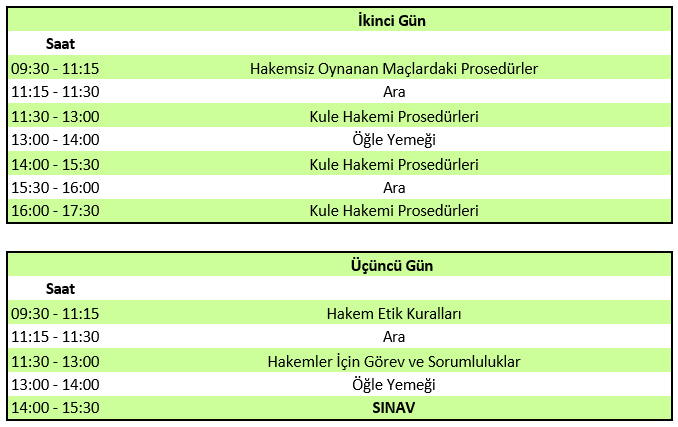 İkinci Gün
Saat
09:30 - 11:15 Hakemsiz Oynanan Maçlardaki Prosedürler
11:15 - 11:30 Ara
11:30 - 13:00 Kule Hakemi Prosedürleri
13:00 - 14:00 Öğle Yemeği
14:00 - 15:30 Kule Hakemi Prosedürleri
15:30 - 16:00 Ara
16:00 - 17:30 Kule Hakemi Prosedürleri
Üçüncü Gün
Saat
09:30 - 11:15 Hakem Etik Kuralları
11:15 - 11:30 Ara
11:30 - 13:00 Hakemler İçin Görev ve Sorumluluklar
13:00 - 14:00 Öğle Yemeği
14:00 - 15:30 SINAV